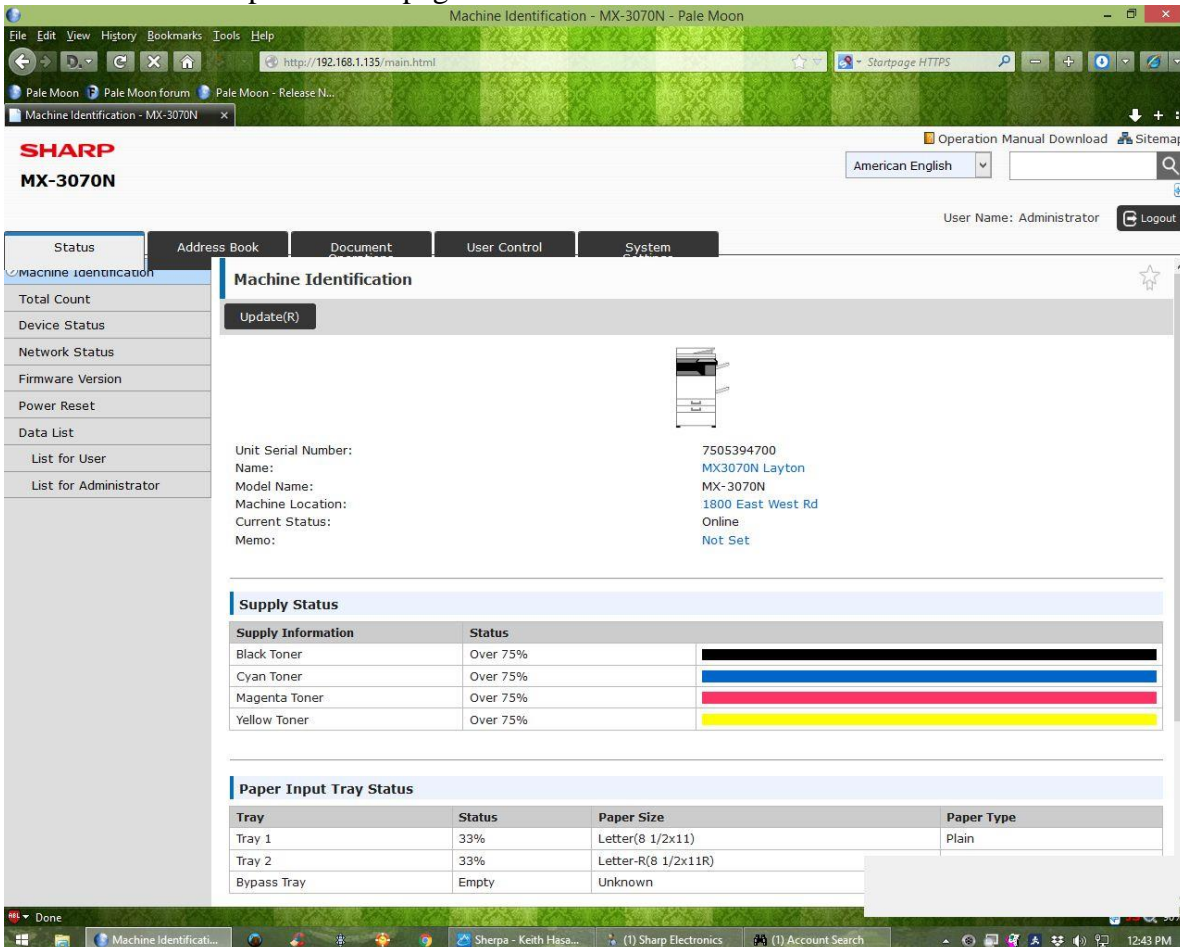 Machine Identification - MX-3070N - Pale Moon
File Edit View History Bookmarks Tools Help
http://192.168.1.135/main.html
Startpage HTTPS
Pale Moon Pale Moon forum Pale Moon - Release N...
Machine Identification - MX-3070N
Operation Manual Download Sitemap
SHARP
American English
MX-3070N
User Name: Administrator Logout
Status Address Book Document User Control System
Machine Identification
Total Count
Device Status
Network Status
Firmware Version
Power Reset
Data List
List for User
List for Administrator
Machine Identification
Update(R)
Unit Serial Number: 7505394700
Name: MX3070N Layton
Model Name: MX-3070N
Machine Location: 1800 East West Rd
Current Status: Online
Memo: Not Set
Supply Status
Supply Information Status
Black Toner Over 75%
Cyan Toner Over 75%
Magenta Toner Over 75%
Yellow Toner Over 75%
Paper Input Tray Status
Tray Status Paper Size Paper Type
Tray 1 33% Letter(8 1/2x11) Plain
Tray 2 33% Letter-R(8 1/2x11R)
Bypass Tray Empty Unknown
Done
Machine Identificati... Sherpa - Keith Hasa... (1) Sharp Electronics (1) Account Search 12:43 PM